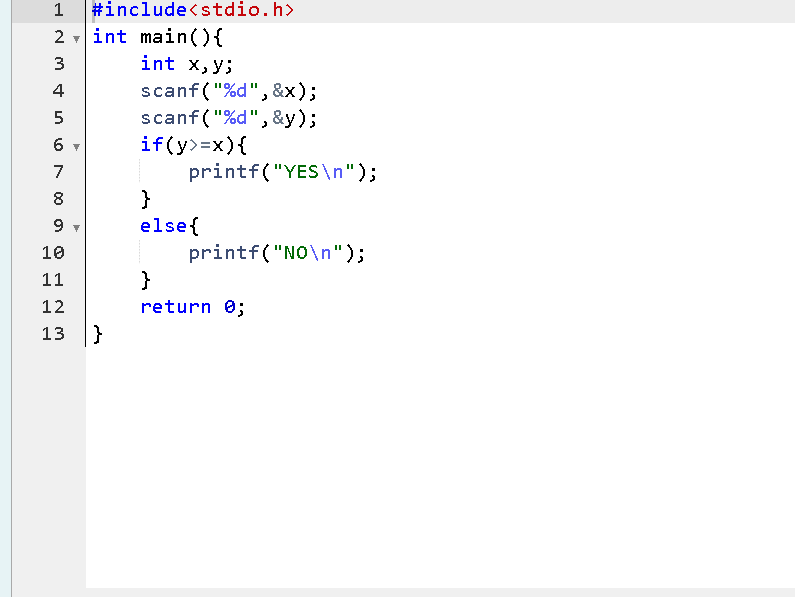 1 #include<stdio.h>
2 int main(){
3     int x,y;
4     scanf("%d",&x);
5     scanf("%d",&y);
6     if(y>=x){
7         printf("YES\n");
8     }
9     else{
10         printf("NO\n");
11     }
12     return 0;
13 }